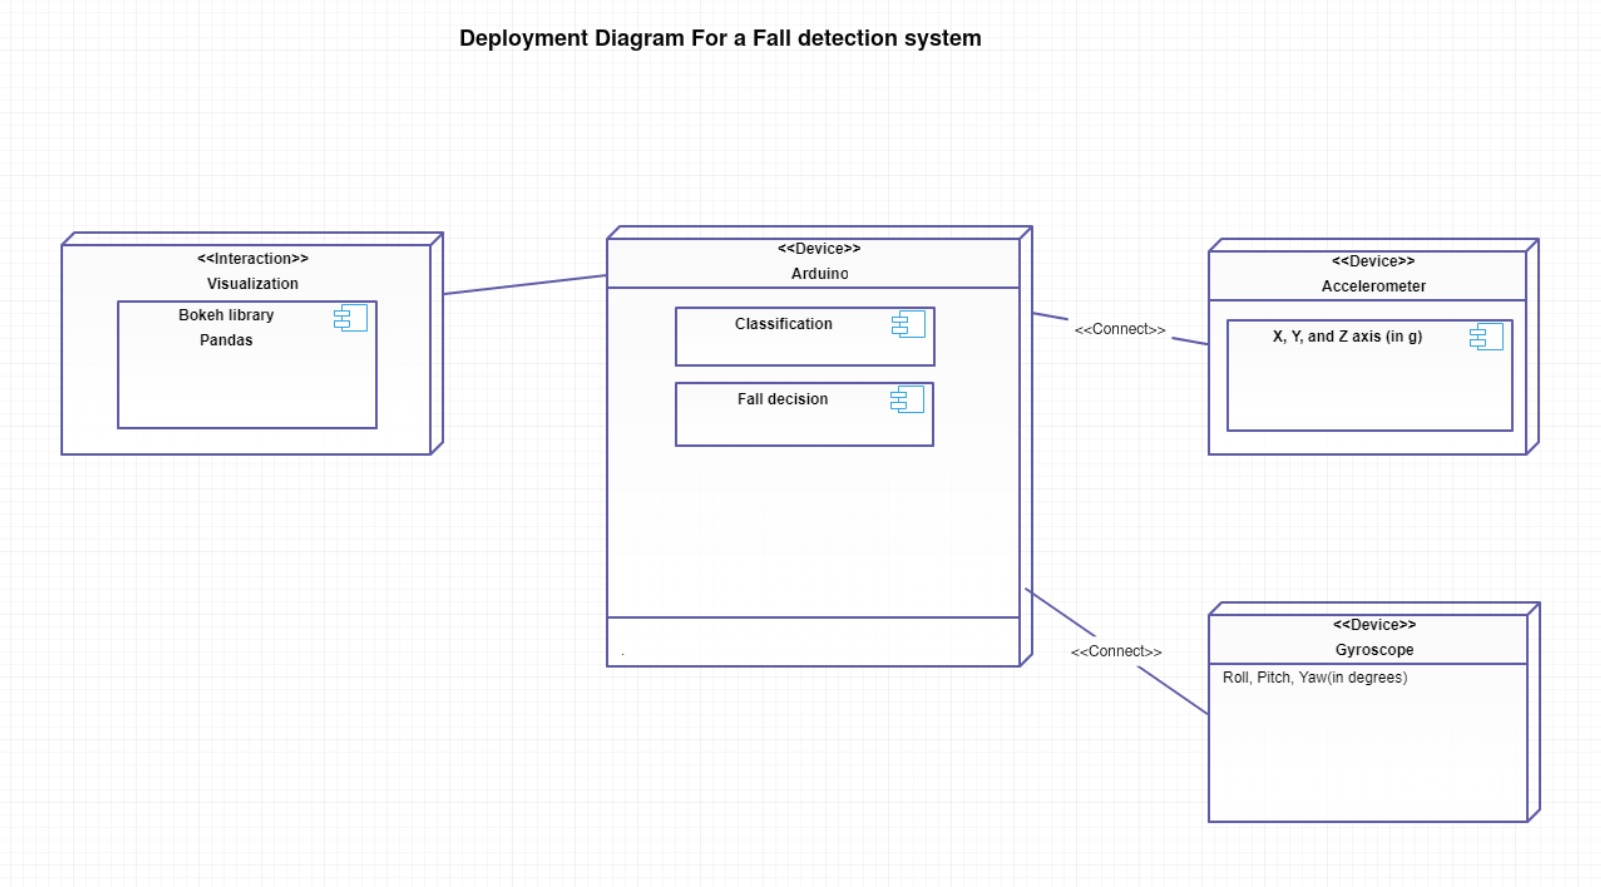 Deployment Diagram For a Fall detection system
<<Interaction>>
Visualization
Bokeh library
Pandas
<<Device>>
Arduino
Classification
Fall decision
.
<<Connect>>
<<Device>>
Accelerometer
X, Y, and Z axis (in g)
<<Connect>>
<<Device>>
Gyroscope
Roll, Pitch, Yaw(in degrees)